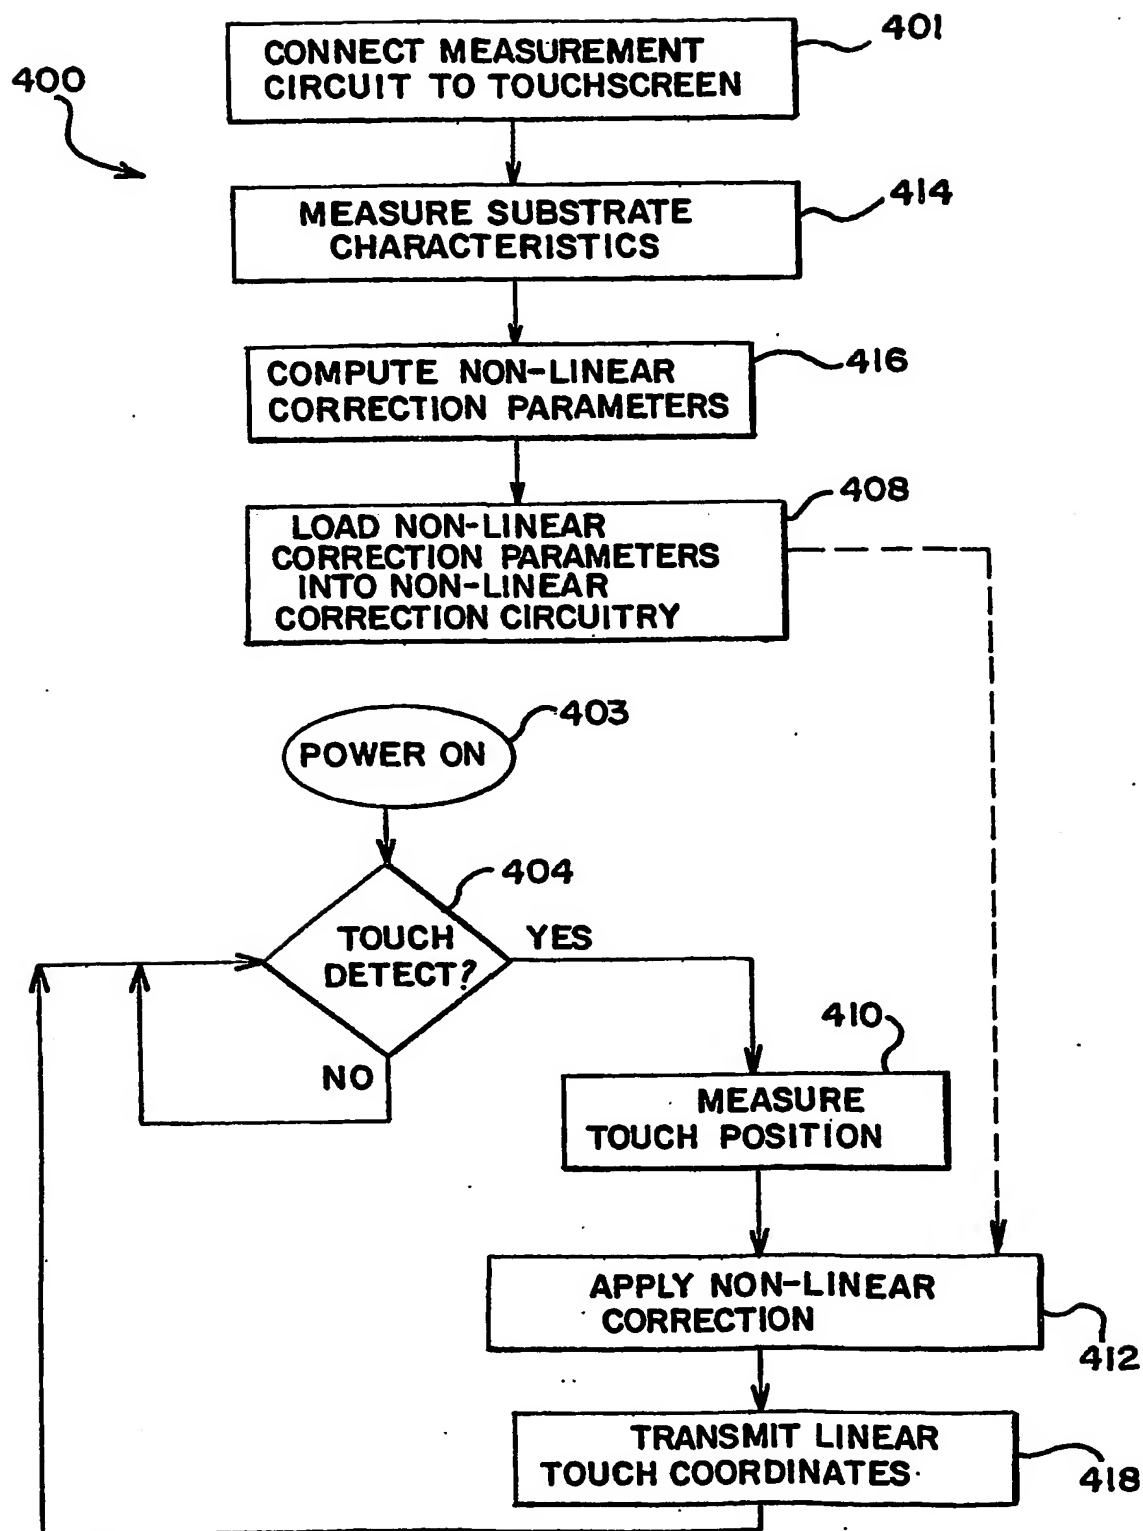 401
CONNECT MEASUREMENT
CIRCUIT TO TOUCHSCREEN
400
414
MEASURE SUBSTRATE
CHARACTERISTICS
416
COMPUTE NON-LINEAR
CORRECTION PARAMETERS
408
LOAD NON-LINEAR
CORRECTION PARAMETERS
INTO NON-LINEAR
CORRECTION CIRCUITRY
403
POWER ON
404
TOUCH
DETECT?
YES
NO
410
MEASURE
TOUCH POSITION
APPLY NON-LINEAR
CORRECTION
412
TRANSMIT LINEAR
TOUCH COORDINATES
418